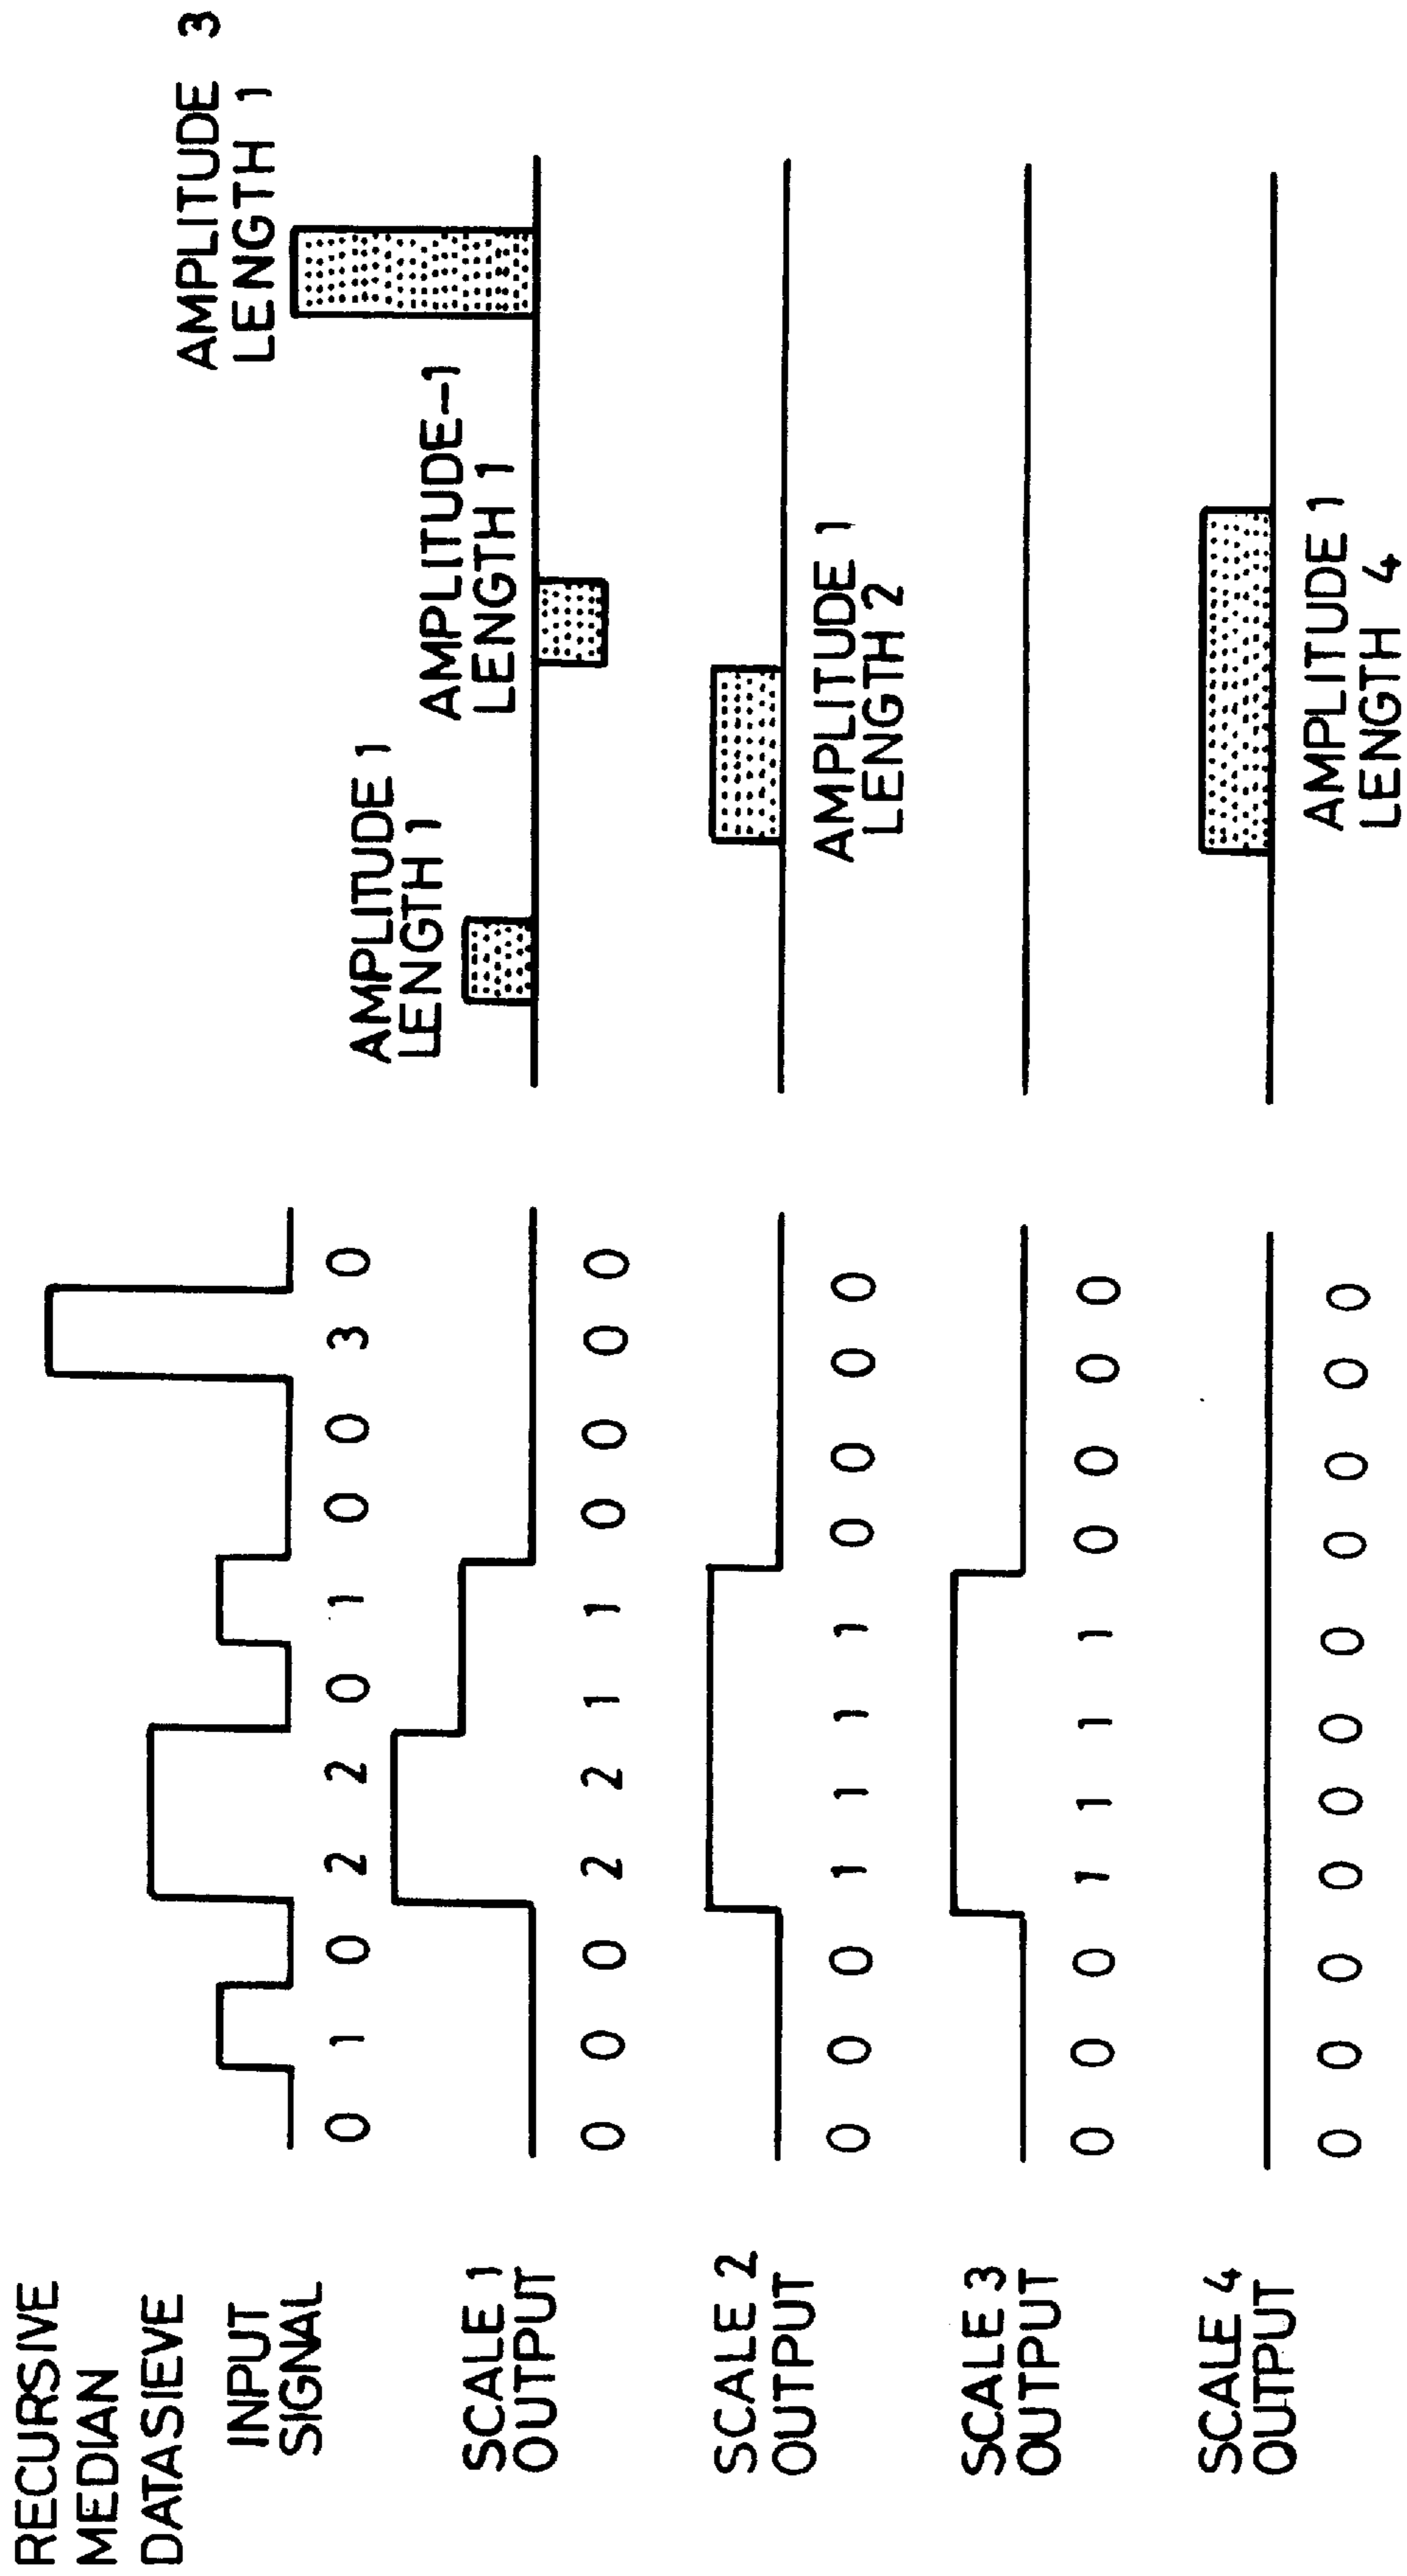 RECURSIVE
MEDIAN
DATASIEVE
INPUT
SIGNAL
0 1 0 2 2 0 1 0 0 3 0
AMPLITUDE 3
LENGTH 1
SCALE 1
OUTPUT
0 0 0 2 2 1 1 0 0 0 0
AMPLITUDE 1
LENGTH 1
AMPLITUDE-1
LENGTH 1
SCALE 2
OUTPUT
0 0 0 1 1 1 1 0 0 0 0
AMPLITUDE 1
LENGTH 2
SCALE 3
OUTPUT
0 0 0 1 1 1 1 0 0 0 0
SCALE 4
OUTPUT
0 0 0 0 0 0 0 0 0 0 0
AMPLITUDE 1
LENGTH 4